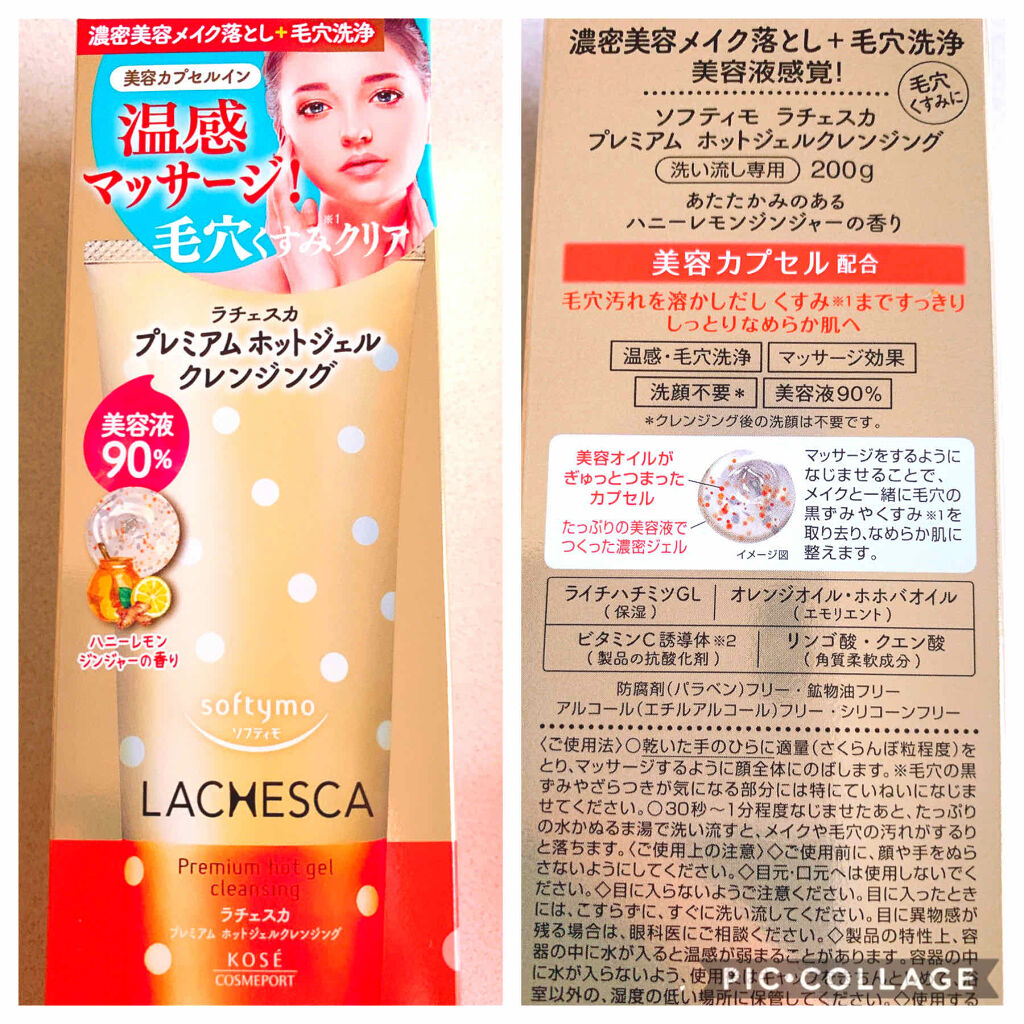 濃密美容メイク落とし+毛穴洗浄
美容カプセルイン
温感
マッサージ!
毛穴くすみ※1クリア
ラチェスカ
プレミアム ホットジェル
クレンジング
美容液
90%
ハニーレモン
ジンジャーの香り
softymo
ソフティモ
LACHESCA
Premium hot gel
cleansing
ラチェスカ
プレミアム ホットジェルクレンジング
KOSÉ
COSMEPORT
濃密美容メイク落とし+毛穴洗浄
美容液感覚!
毛穴
くすみに
ソフティモ ラチェスカ
プレミアム ホットジェルクレンジング
洗い流し専用 200g
あたたかみのある
ハニーレモンジンジャーの香り
美容カプセル配合
毛穴汚れを溶かしだしくすみ※1まですっきり
しっとりなめらか肌へ
温感・毛穴洗浄 マッサージ効果
洗顔不要* 美容液90%
*クレンジング後の洗顔は不要です。
美容オイルが
ぎゅっとつまった
カプセル
たっぷりの美容液で
つくった濃密ジェル
イメージ図
マッサージをするように
なじませることで、
メイクと一緒に毛穴の
黒ずみやくすみ※1を
取り去り、なめらか肌に
整えます。
ライチハチミツGL オレンジオイル・ホホバオイル
(保湿) (エモリエント)
ビタミンC誘導体※2 リンゴ酸・クエン酸
(製品の抗酸化剤) (角質柔軟成分)
防腐剤(パラベン)フリー・鉱物油フリー
アルコール(エチルアルコール)フリー・シリコーンフリー
〈ご使用法〉○乾いた手のひらに適量(さくらんぼ粒程度)を
とり、マッサージするように顔全体にのばします。※毛穴の黒
ずみやざらつきが気になる部分には特にていねいになじま
せてください。○30秒〜1分程度なじませたあと、たっぷり
の水かぬるま湯で洗い流すと、メイクや毛穴の汚れがするり
と落ちます。〈ご使用上の注意〉◇ご使用前に、顔や手をぬら
さないようにしてください。◇目元・口元へは使用しないでく
ださい。◇目に入らないようご注意ください。目に入ったとき
には、こすらずに、すぐに洗い流してください。目に異物感が
残る場合は、眼科医にご相談ください。◇製品の特性上、容
器の中に水が入ると温感が弱まることがあります。容器の中
に水が入らないよう、使用後は
室以外の、湿度の低い場所に保管してください。◇使用する
PIC•COLLAGE